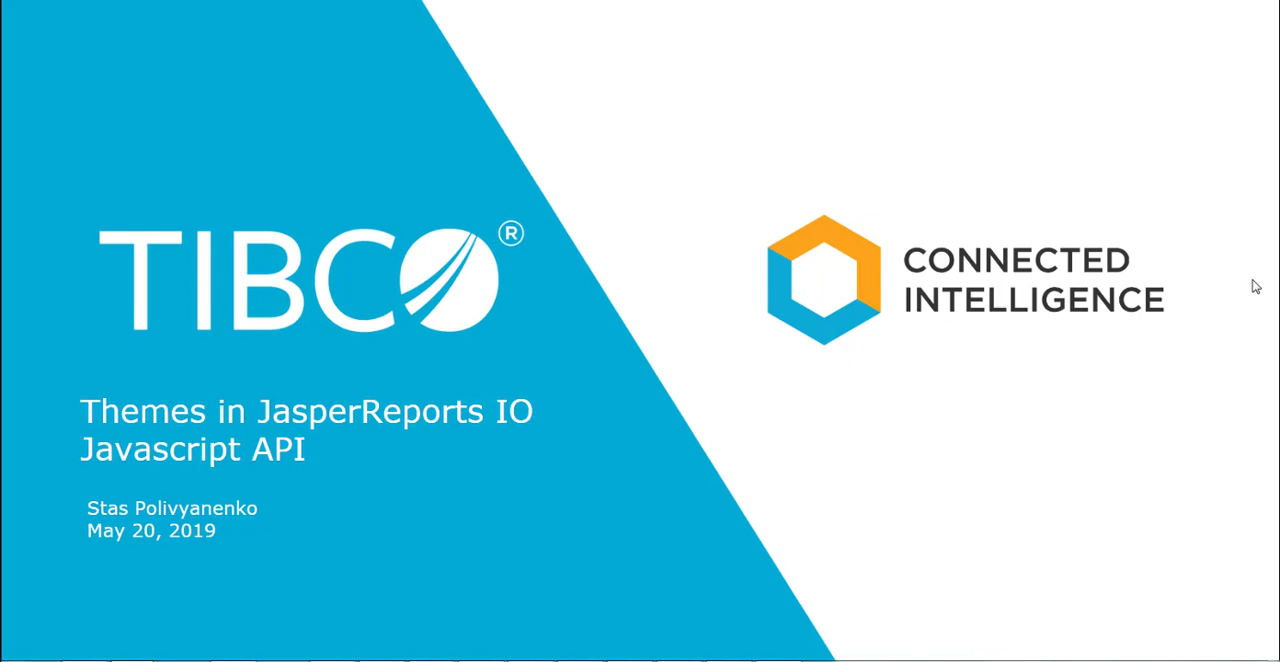 TIBCO®
Themes in JasperReports IO
Javascript API
Stas Polivyanenko
May 20, 2019
CONNECTED
INTELLIGENCE